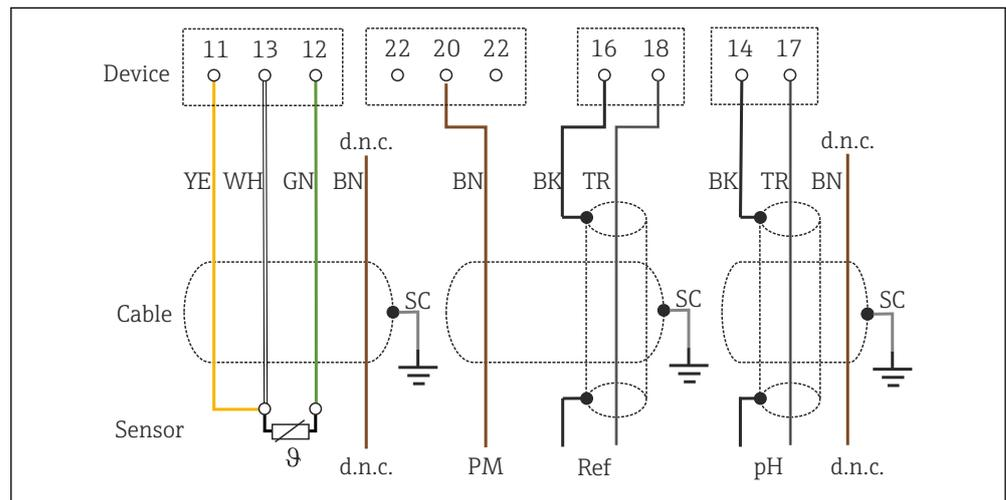 11 13 12 22 20 22 16 18 14 17
Device
d.n.c. d.n.c.
YE WH GN BN BN BK TR BK TR BN
SC SC SC
Cable
Sensor
ϑ
d.n.c. PM Ref pH d.n.c.